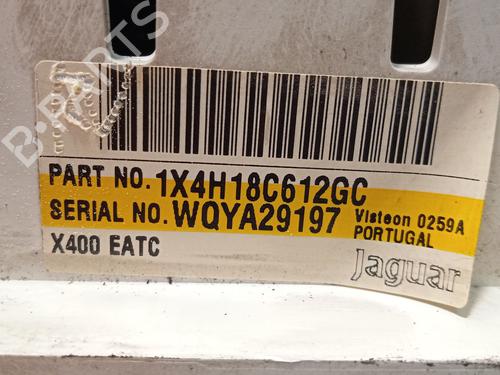 B-PARTS
PART NO. 1X4H18C612GC
SERIAL NO. WQYA29197 Visteon 0259A
PORTUGAL
X400 EATC
Jaguar